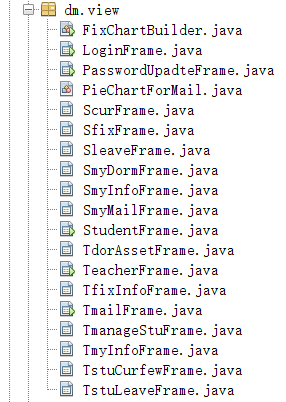 dm.view
FixChartBuilder.java
LoginFrame.java
PasswordUpadteFrame.java
PieChartForMail.java
ScurFrame.java
SfixFrame.java
SleaveFrame.java
SmyDormFrame.java
SmyInfoFrame.java
SmyMailFrame.java
StudentFrame.java
TdorAssetFrame.java
TeacherFrame.java
TfixInfoFrame.java
TmailFrame.java
TmanageStuFrame.java
TmyInfoFrame.java
TstuCurfewFrame.java
TstuLeaveFrame.java